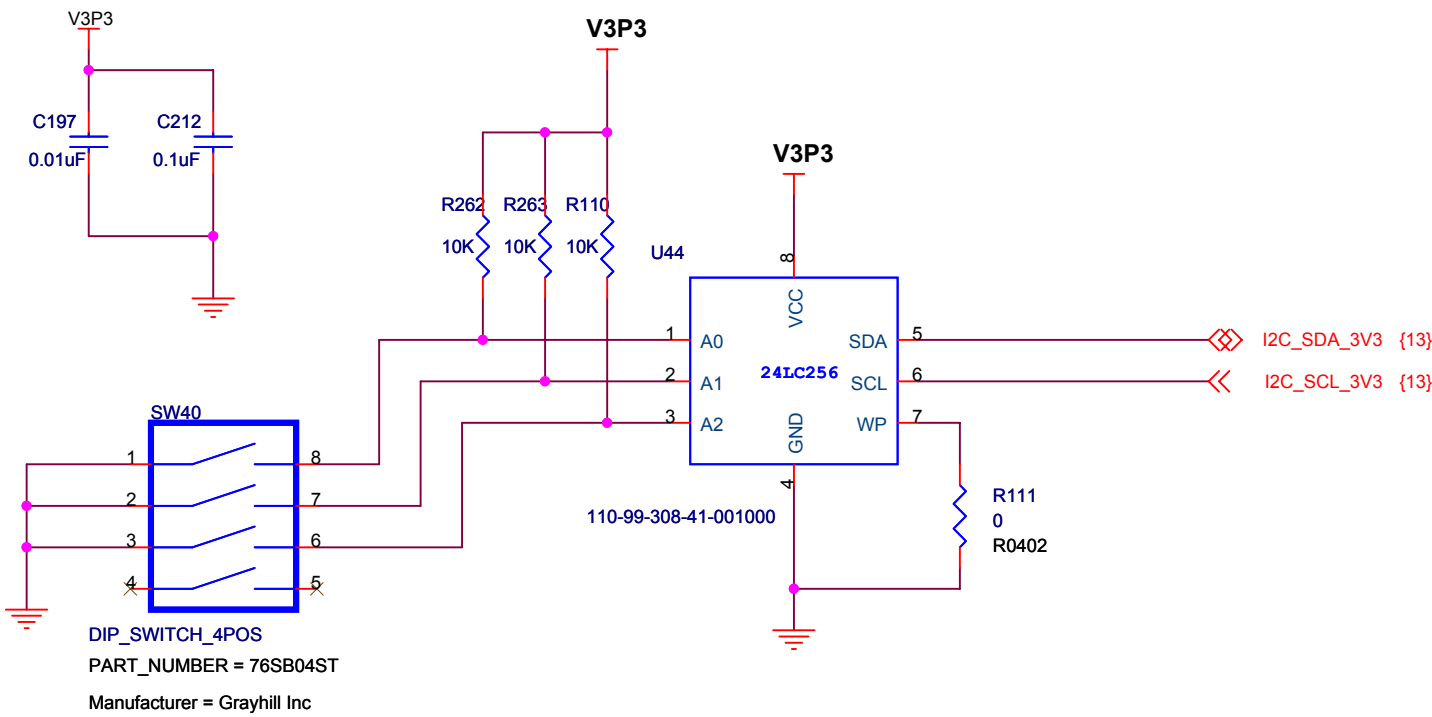 V3P3
C197
0.01uF
C212
0.1uF
V3P3
R262
10K
R263
10K
R110
10K
V3P3
U44
8
VCC
1
A0
2
A1
3
A2
24LC256
SDA
5
SCL
6
WP
7
GND
4
I2C_SDA_3V3 {13}
I2C_SCL_3V3 {13}
110-99-308-41-001000
R111
0
R0402
SW40
1
8
2
7
3
6
4
5
DIP_SWITCH_4POS
PART_NUMBER = 76SB04ST
Manufacturer = Grayhill Inc